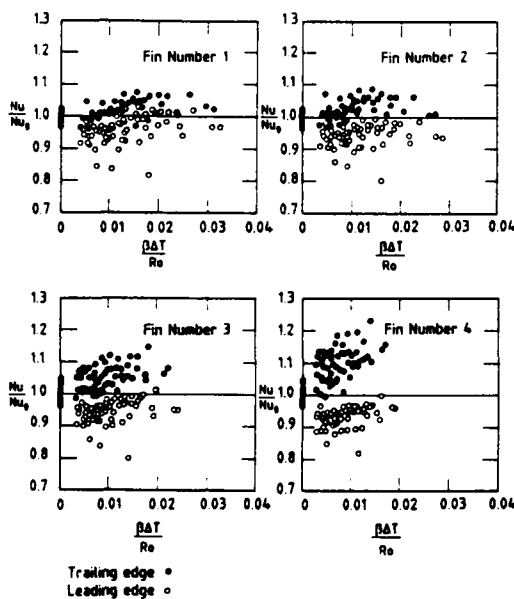 1.3
1.2
1.1
1.0
0.9
0.8
0.7
Nu
Nu₀
Fin Number 1
0 0.01 0.02 0.03 0.04
βΔT
Ro
1.3
1.2
1.1
1.0
0.9
0.8
0.7
Nu
Nu₀
Fin Number 2
0 0.01 0.02 0.03 0.04
βΔT
Ro
1.3
1.2
1.1
1.0
0.9
0.8
0.7
Nu
Nu₀
Fin Number 3
0 0.01 0.02 0.03 0.04
βΔT
Ro
1.3
1.2
1.1
1.0
0.9
0.8
0.7
Nu
Nu₀
Fin Number 4
0 0.01 0.02 0.03 0.04
βΔT
Ro
Trailing edge •
Leading edge ○